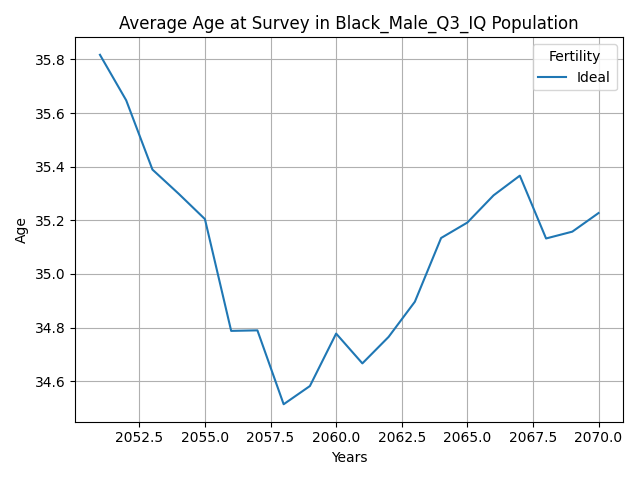 Average Age at Survey in Black_Male_Q3_IQ Population
Fertility
Ideal
35.8
35.6
35.4
35.2
35.0
34.8
34.6
Age
2052.5 2055.0 2057.5 2060.0 2062.5 2065.0 2067.5 2070.0
Years